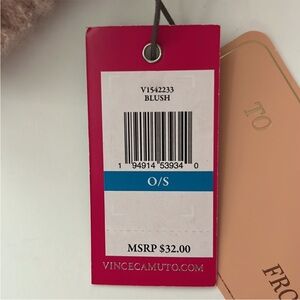 V1542233
BLUSH
1 94914 53934 0
O/S
MSRP $32.00
VINCECAMUTO.COM
TO
FRO